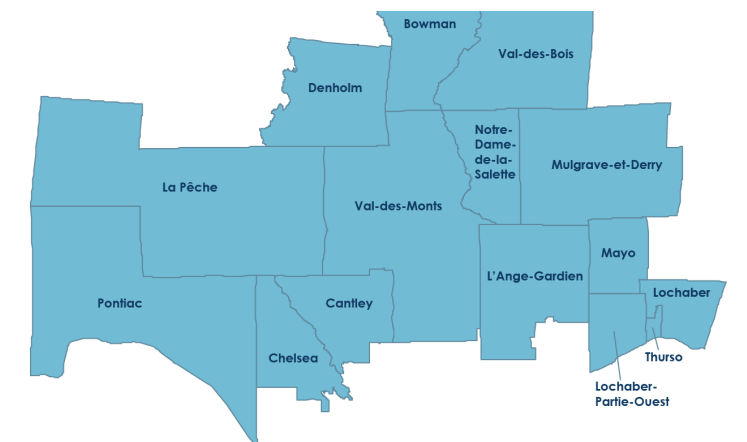 Bowman
Val-des-Bois
Denholm
Notre-
Dame-
de-la-
Salette
Mulgrave-et-Derry
La Pêche
Val-des-Monts
Mayo
L'Ange-Gardien
Lochaber
Pontiac
Cantley
Chelsea
Thurso
Lochaber-
Partie-Ouest